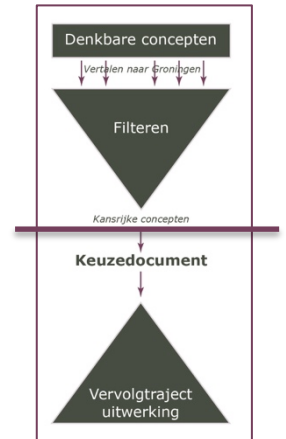 Denkbare concepten
Vertalen naar Groningen
Filteren
Kansrijke concepten
Keuzedocument
Vervolgtraject
uitwerking